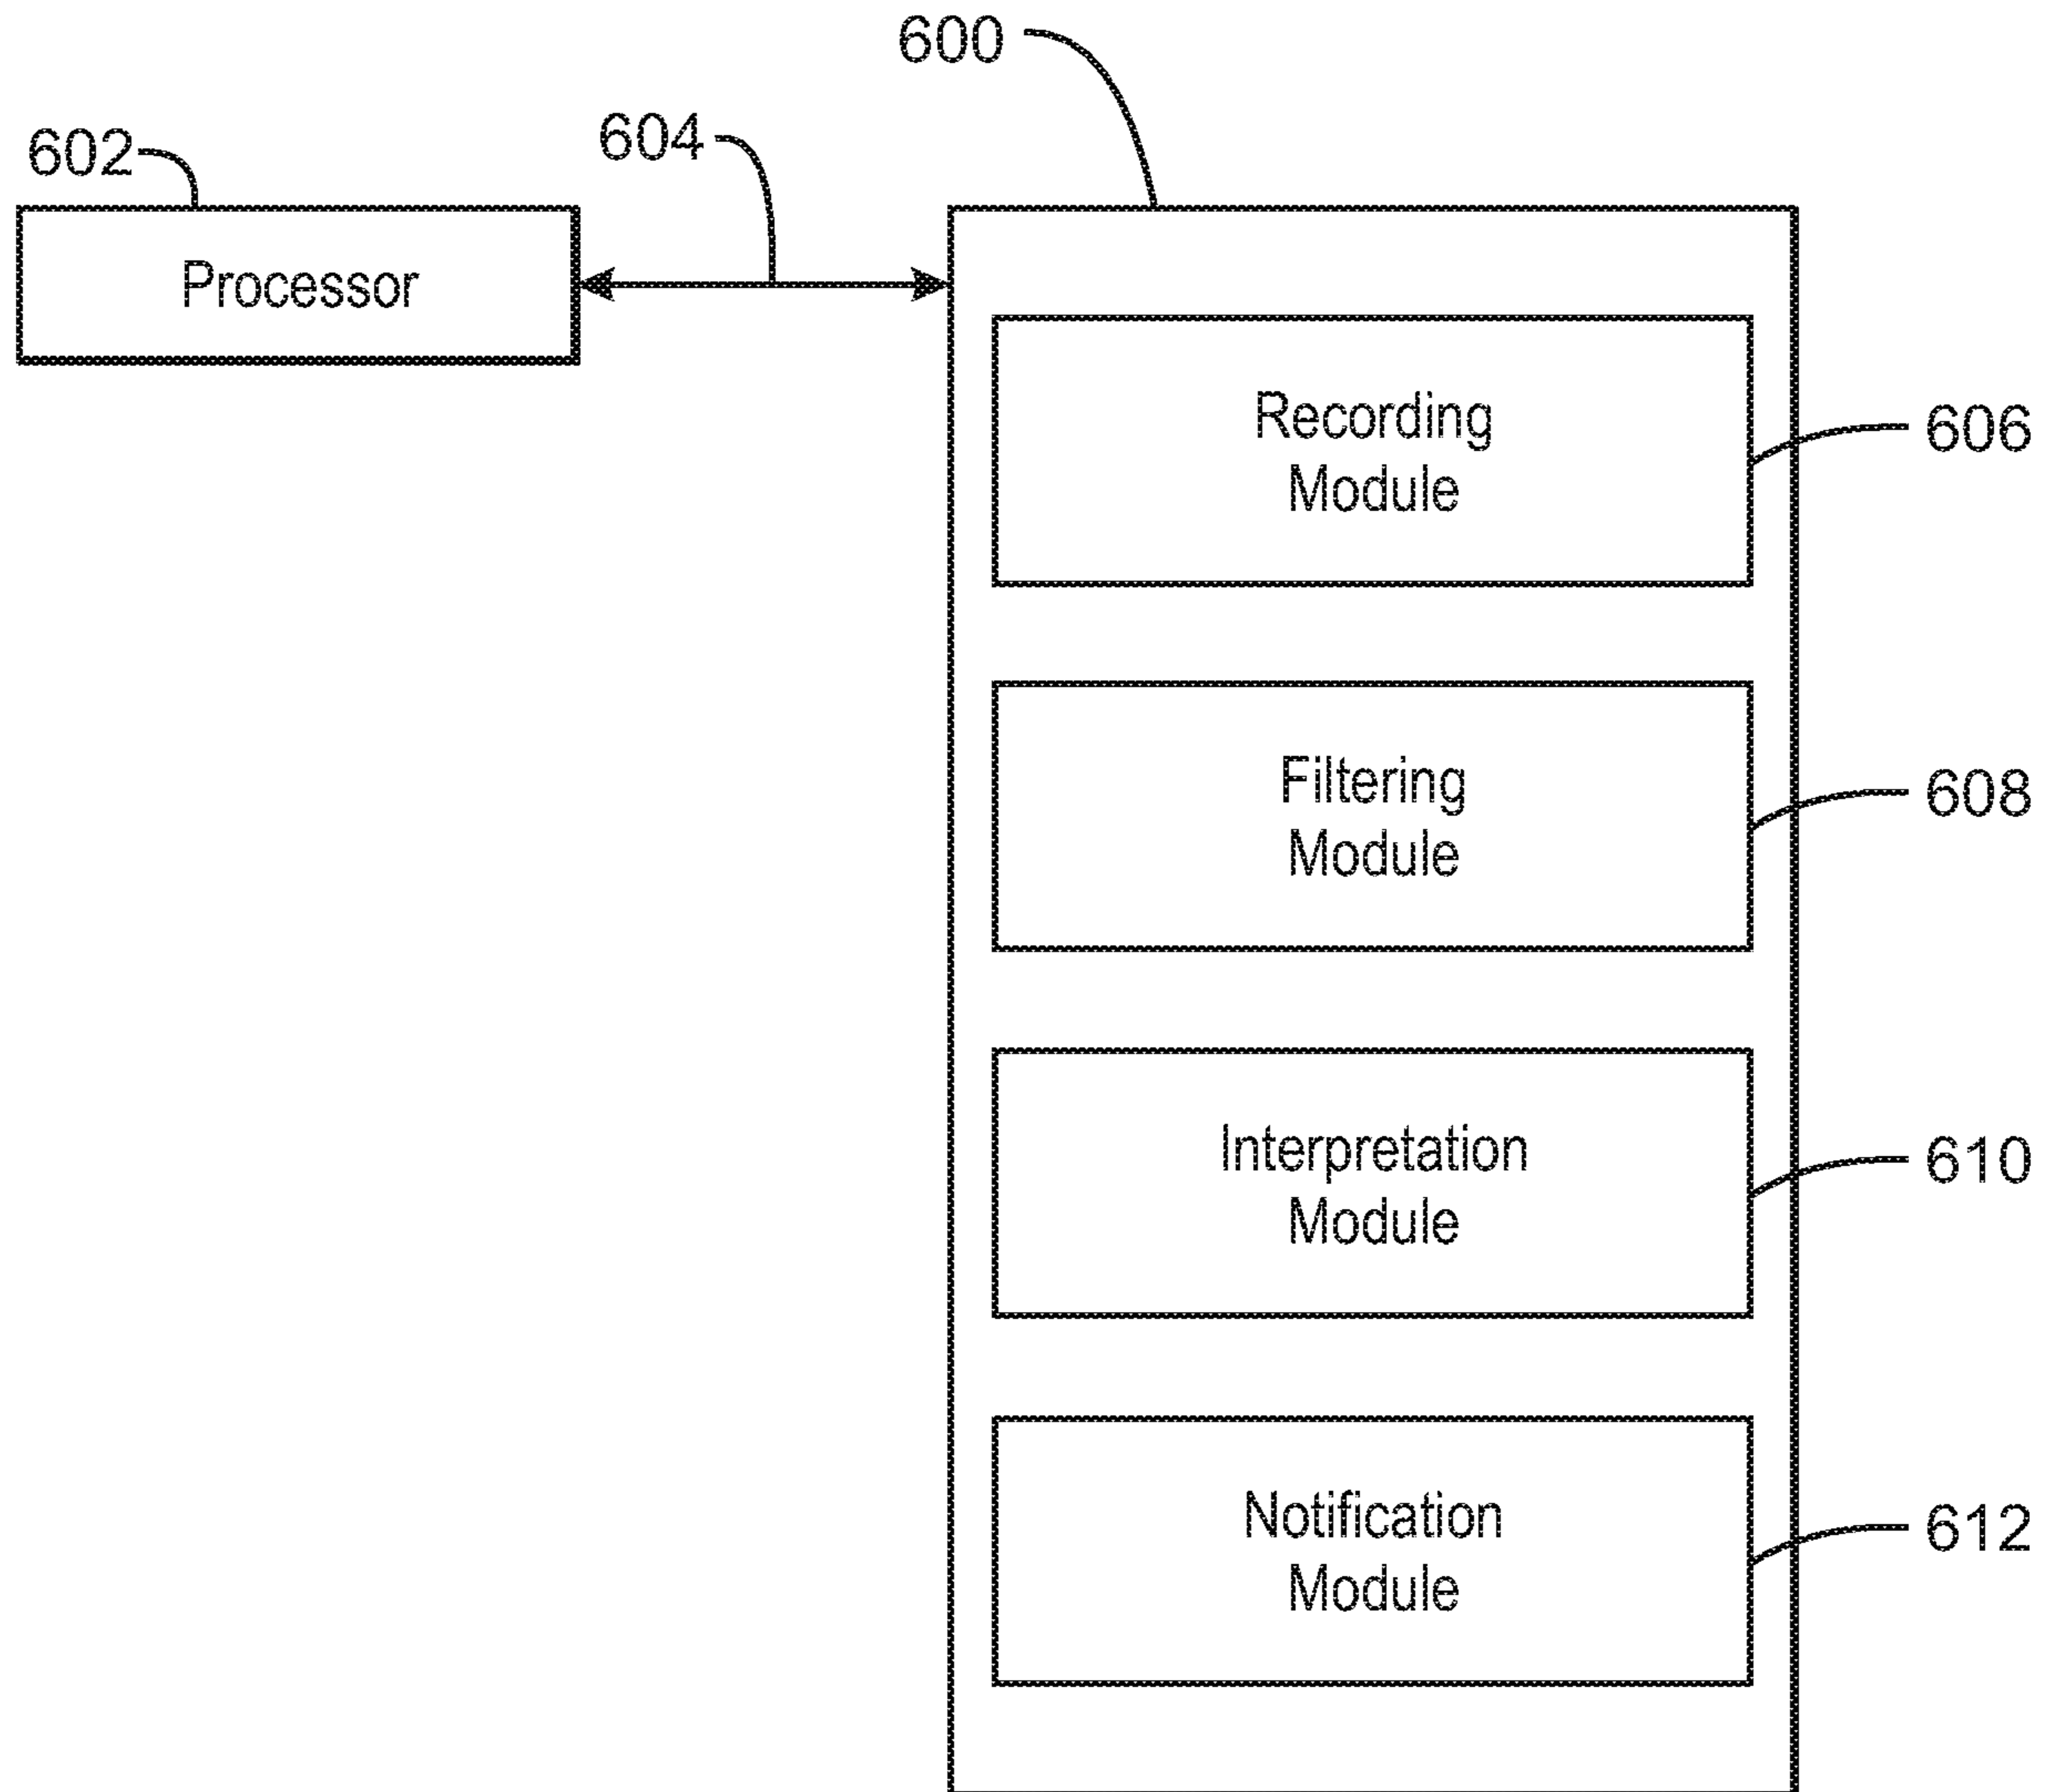 600
604
602
Processor
Recording
Module
606
Filtering
Module
608
Interpretation
Module
610
Notification
Module
612